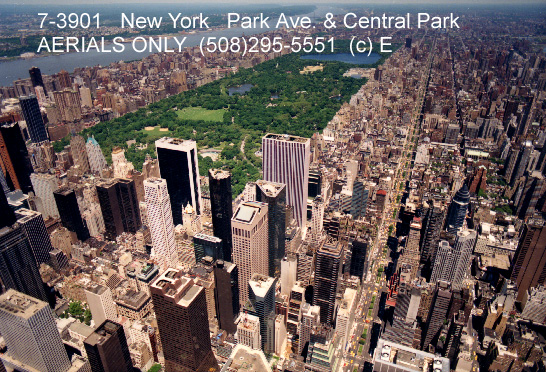 7-3901 New York Park Ave. & Central Park
AERIALS ONLY (508)295-5551 (c) E